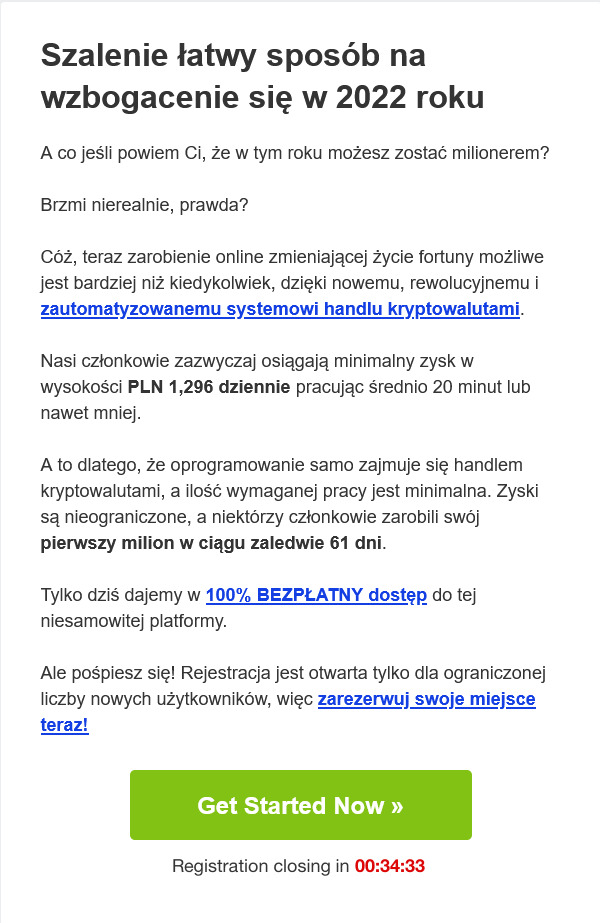 Szalenie łatwy sposób na
wzbogacenie się w 2022 roku
A co jeśli powiem Ci, że w tym roku możesz zostać milionerem?
Brzmi nierealnie, prawda?
Cóż, teraz zarobienie online zmieniającej życie fortuny możliwe
jest bardziej niż kiedykolwiek, dzięki nowemu, rewolucyjnemu i
zautomatyzowanemu systemowi handlu kryptowalutami.
Nasi członkowie zazwyczaj osiągają minimalny zysk w
wysokości PLN 1,296 dziennie pracując średnio 20 minut lub
nawet mniej.
A to dlatego, że oprogramowanie samo zajmuje się handlem
kryptowalutami, a ilość wymaganej pracy jest minimalna. Zyski
są nieograniczone, a niektórzy członkowie zarobili swój
pierwszy milion w ciągu zaledwie 61 dni.
Tylko dziś dajemy w 100% BEZPŁATNY dostęp do tej
niesamowitej platformy.
Ale pośpiesz się! Rejestracja jest otwarta tylko dla ograniczonej
liczby nowych użytkowników, więc zarezerwuj swoje miejsce
teraz!
Get Started Now »
Registration closing in 00:34:33